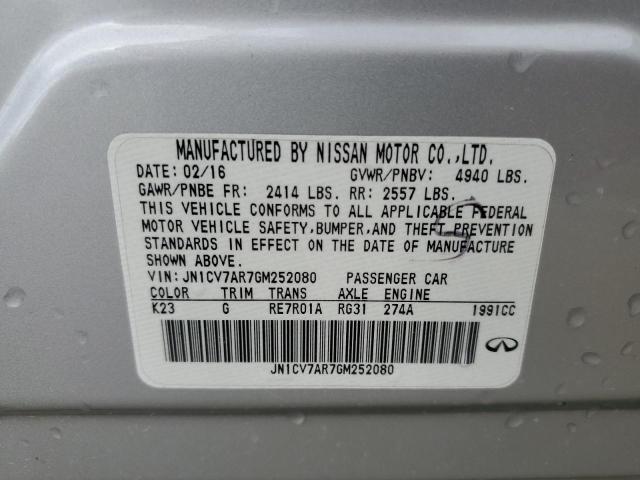 MANUFACTURED BY NISSAN MOTOR CO.,LTD.
DATE: 02/16 GVWR/PNBV: 4940 LBS.
GAWR/PNBE FR: 2414 LBS. RR: 2557 LBS.
THIS VEHICLE CONFORMS TO ALL APPLICABLE FEDERAL
MOTOR VEHICLE SAFETY, BUMPER,AND THEFT PREVENTION
STANDARDS IN EFFECT ON THE DATE OF MANUFACTURE
SHOWN ABOVE.
VIN: JN1CV7AR7GM252080 PASSENGER CAR
COLOR TRIM TRANS AXLE ENGINE
K23 G RE7R01A RG31 274A 1991CC
JN1CV7AR7GM252080